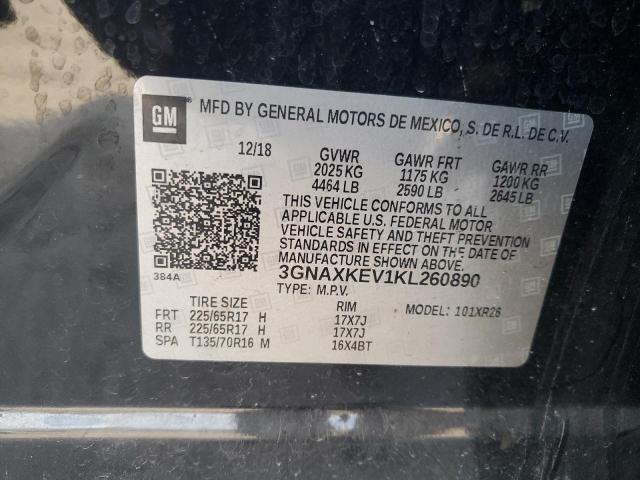 GM
MFD BY GENERAL MOTORS DE MEXICO, S. DE R.L. DE C.V.
12/18 GVWR GAWR FRT GAWR RR
2025 KG 1175 KG 1200 KG
4464 LB 2590 LB 2645 LB
THIS VEHICLE CONFORMS TO ALL
APPLICABLE U.S. FEDERAL MOTOR
VEHICLE SAFETY AND THEFT PREVENTION
STANDARDS IN EFFECT ON THE DATE OF
MANUFACTURE SHOWN ABOVE.
384A 3GNAXKEV1KL260890
TYPE: M.P.V.
TIRE SIZE RIM MODEL: 101XR26
FRT 225/65R17 H 17X7J
RR 225/65R17 H 17X7J
SPA T135/70R16 M 16X4BT